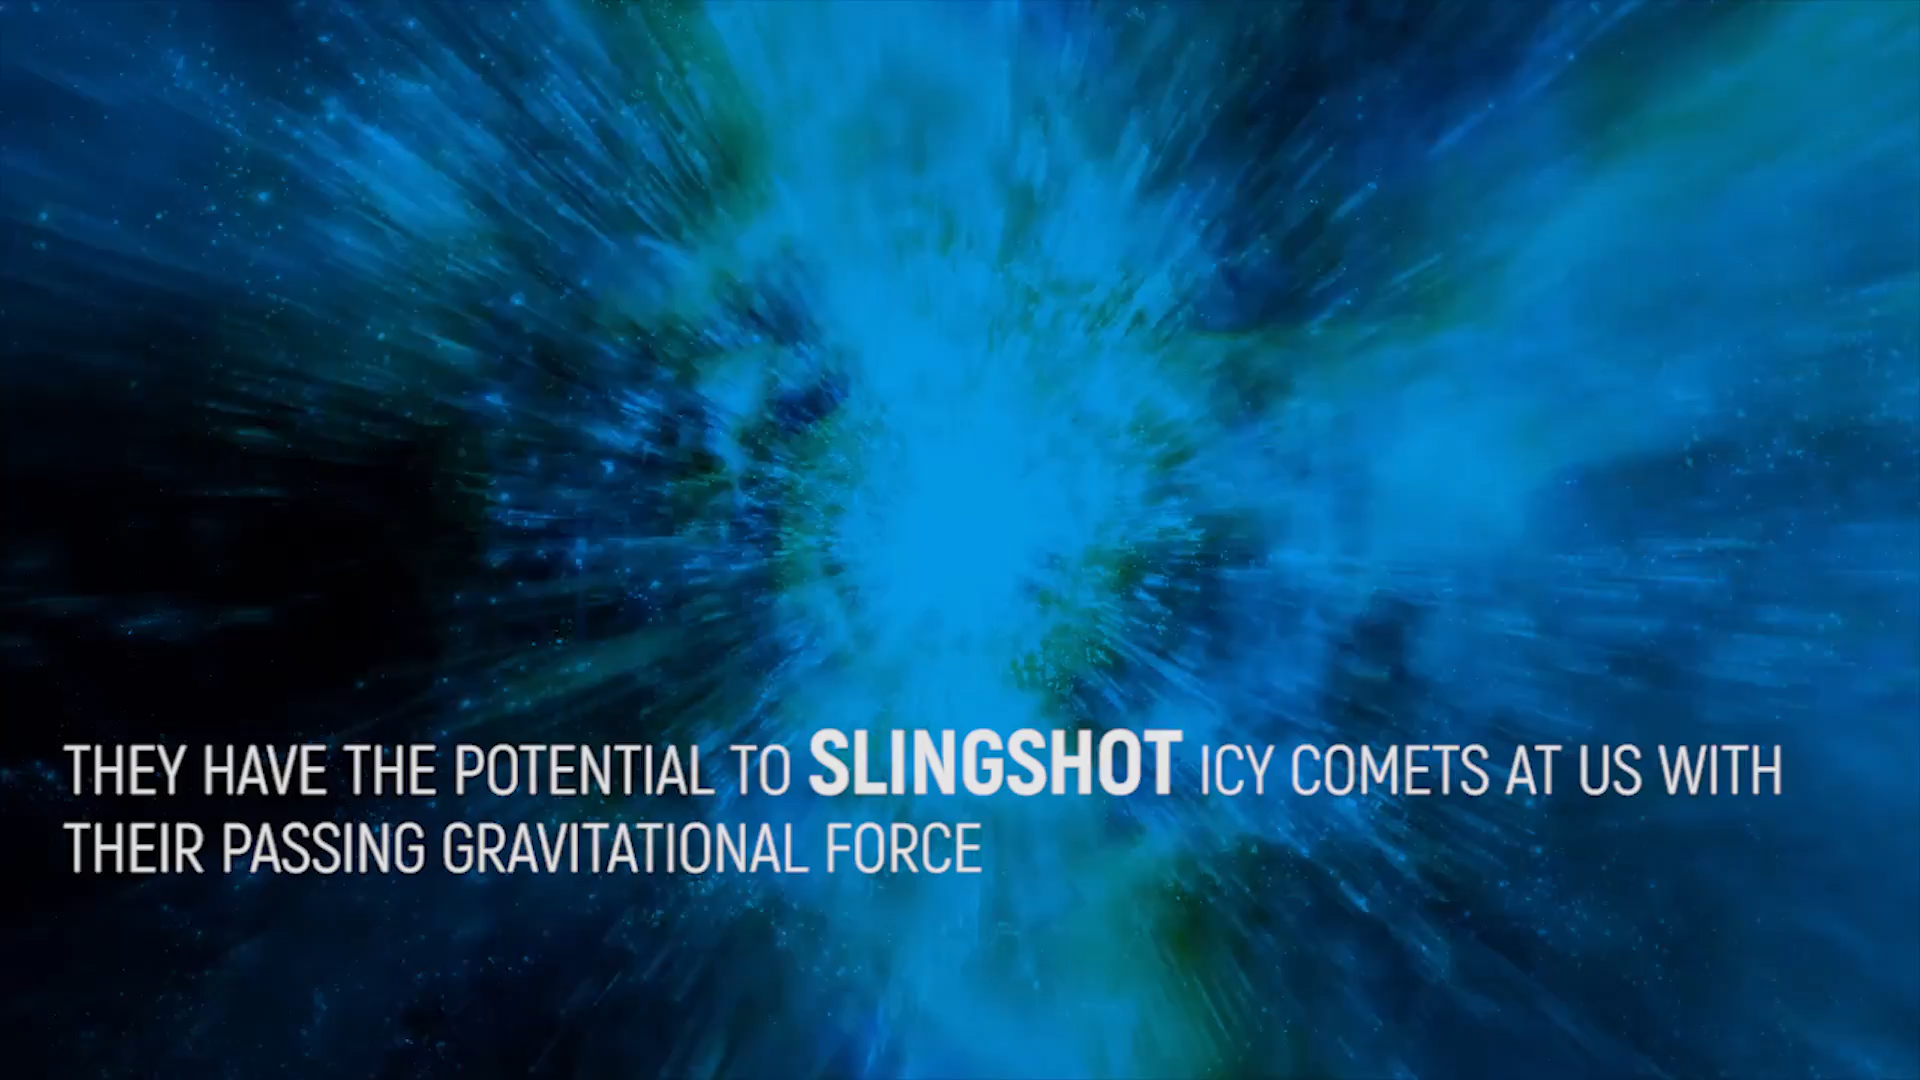 THEY HAVE THE POTENTIAL TO SLINGSHOT ICY COMETS AT US WITH
THEIR PASSING GRAVITATIONAL FORCE